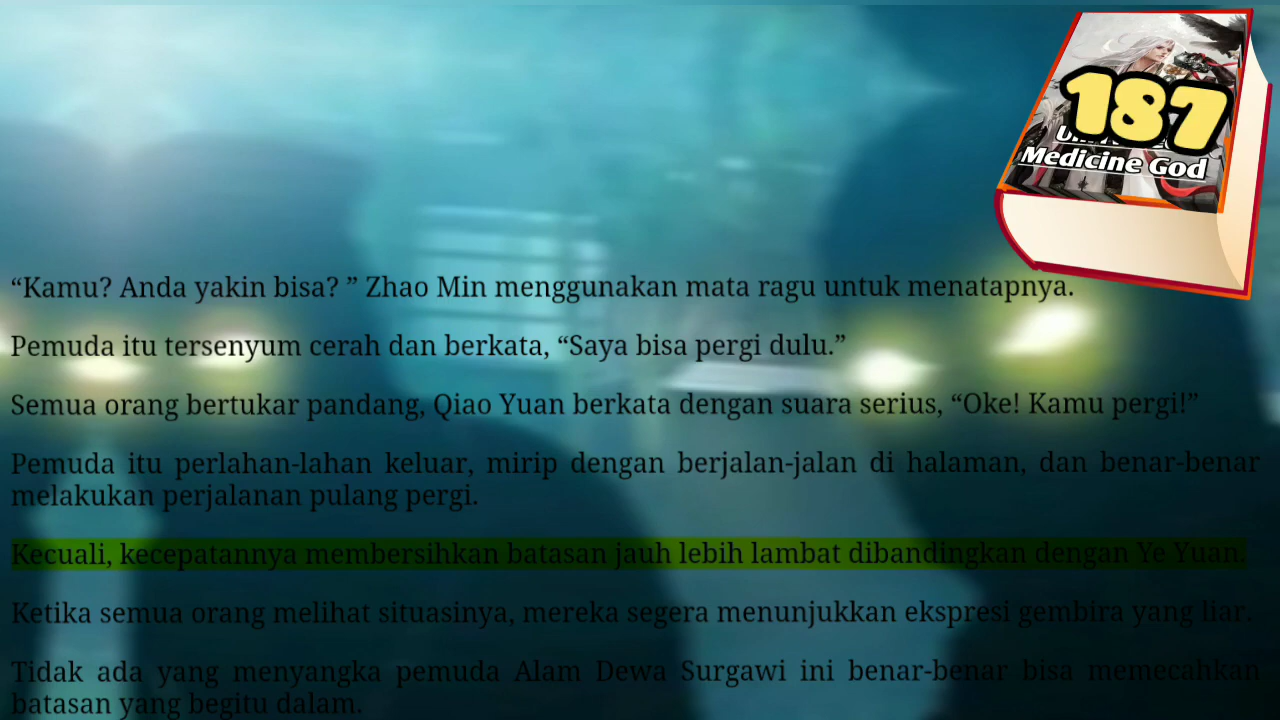 187
Medicine God
“Kamu? Anda yakin bisa? ” Zhao Min menggunakan mata ragu untuk menatapnya.
Pemuda itu tersenyum cerah dan berkata, “Saya bisa pergi dulu.”
Semua orang bertukar pandang, Qiao Yuan berkata dengan suara serius, “Oke! Kamu pergi!”
Pemuda itu perlahan-lahan keluar, mirip dengan berjalan-jalan di halaman, dan benar-benar
melakukan perjalanan pulang pergi.
Kecuali, kecepatannya membersihkan batasan jauh lebih lambat dibandingkan dengan Ye Yuan.
Ketika semua orang melihat situasinya, mereka segera menunjukkan ekspresi gembira yang liar.
Tidak ada yang menyangka pemuda Alam Dewa Surgawi ini benar-benar bisa memecahkan
batasan yang begitu dalam.